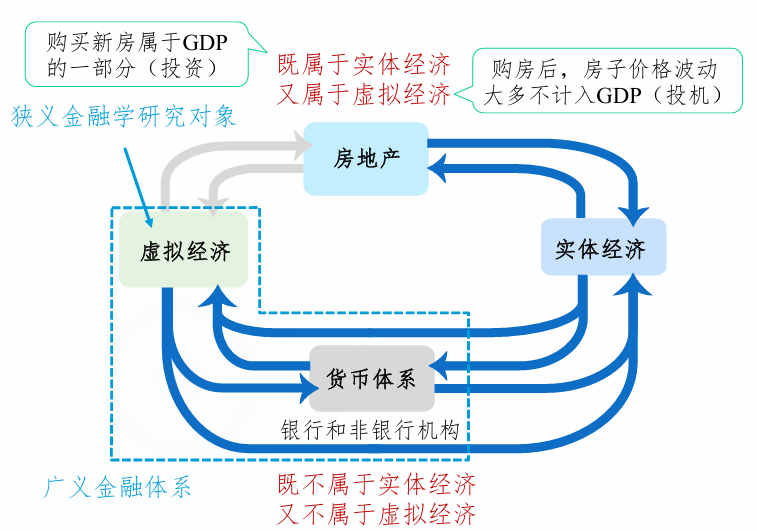 购买新房属于GDP
的一部分（投资）
既属于实体经济
又属于虚拟经济
购房后，房子价格波动
大多不计入GDP（投机）
狭义金融学研究对象
房地产
虚拟经济
实体经济
货币体系
银行和非银行机构
广义金融体系
既不属于实体经济
又不属于虚拟经济